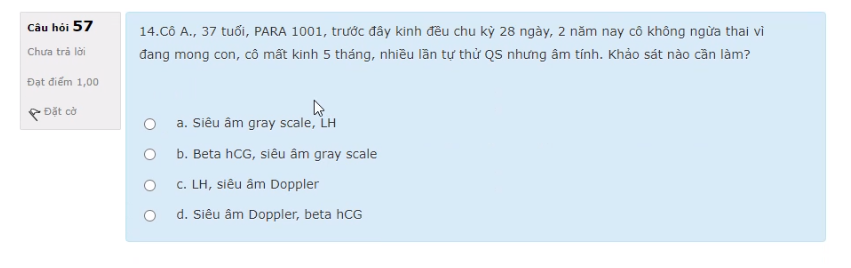 Câu hỏi 57
Chưa trả lời
Đạt điểm 1,00
Đặt cờ
14.Cô A., 37 tuổi, PARA 1001, trước đây kinh đều chu kỳ 28 ngày, 2 năm nay cô không ngừa thai vì
đang mong con, cô mất kinh 5 tháng, nhiều lần tự thử QS nhưng âm tính. Khảo sát nào cần làm?
a. Siêu âm gray scale, LH
b. Beta hCG, siêu âm gray scale
c. LH, siêu âm Doppler
d. Siêu âm Doppler, beta hCG